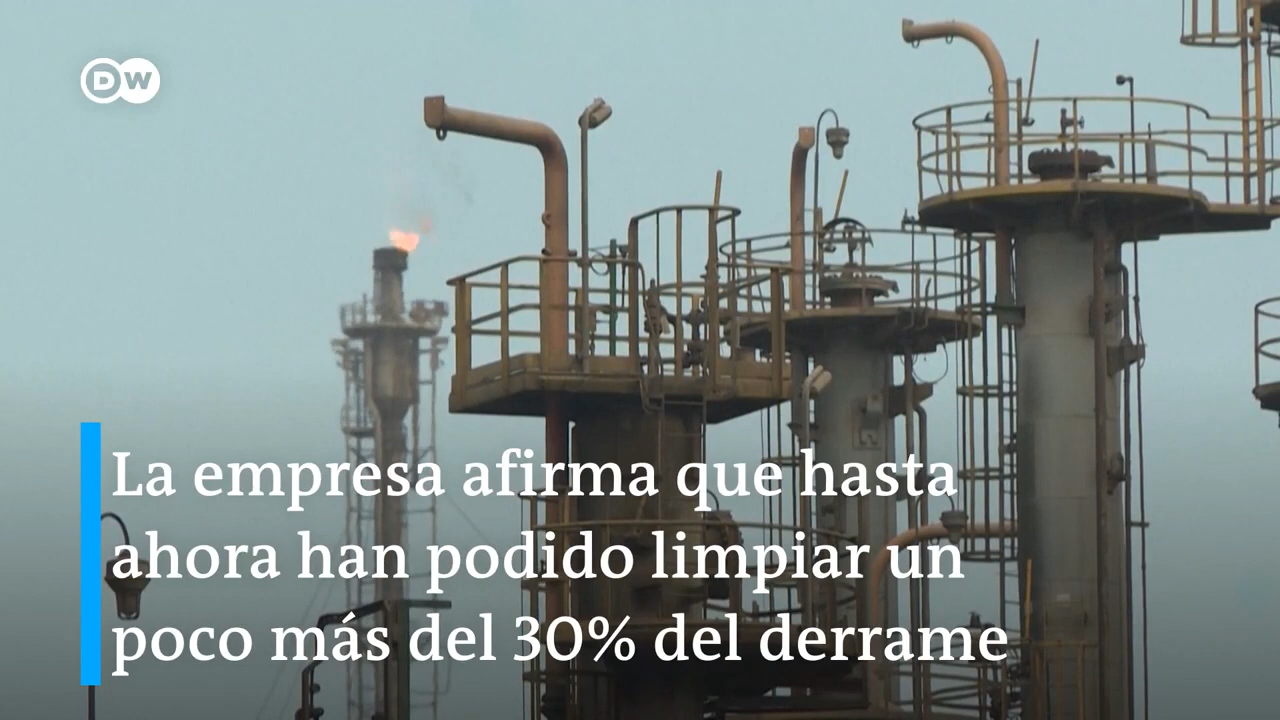 DW
La empresa afirma que hasta
ahora han podido limpiar un
poco más del 30% del derrame